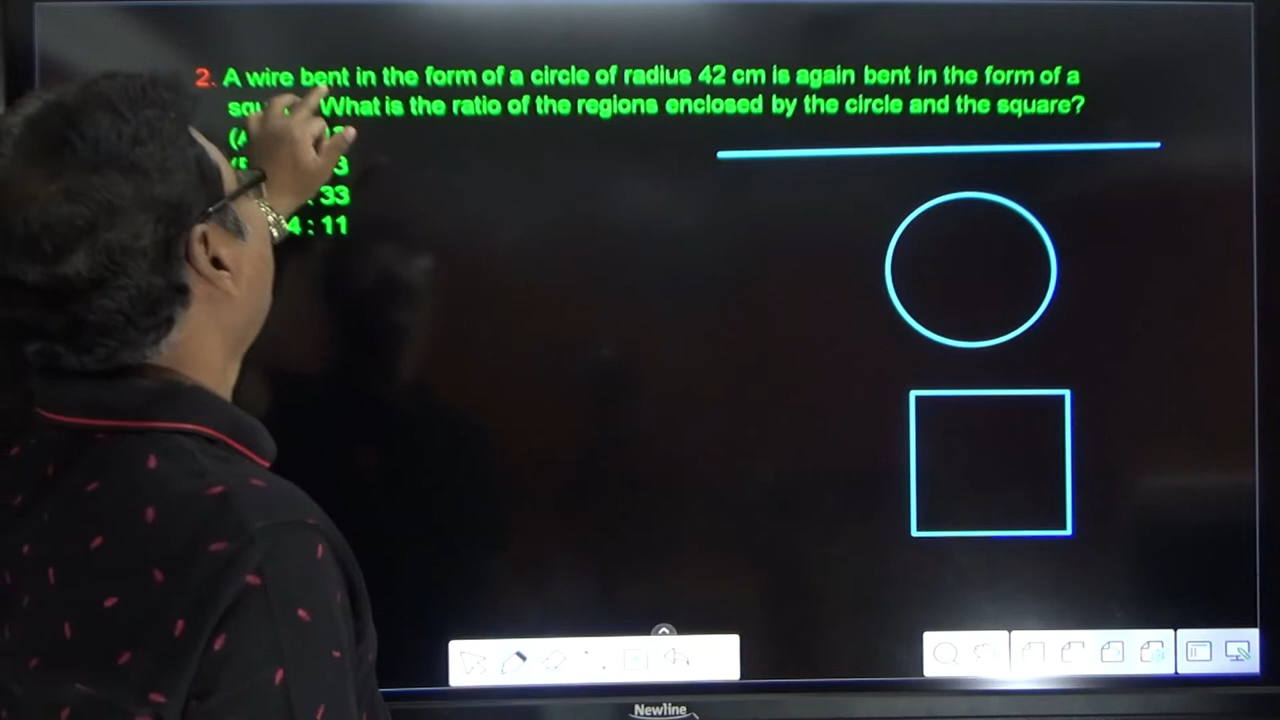 2. A wire bent in the form of a circle of radius 42 cm is again bent in the form of a
What is the ratio of the regions enclosed by the circle and the square?
: 33
4 : 11
Newline